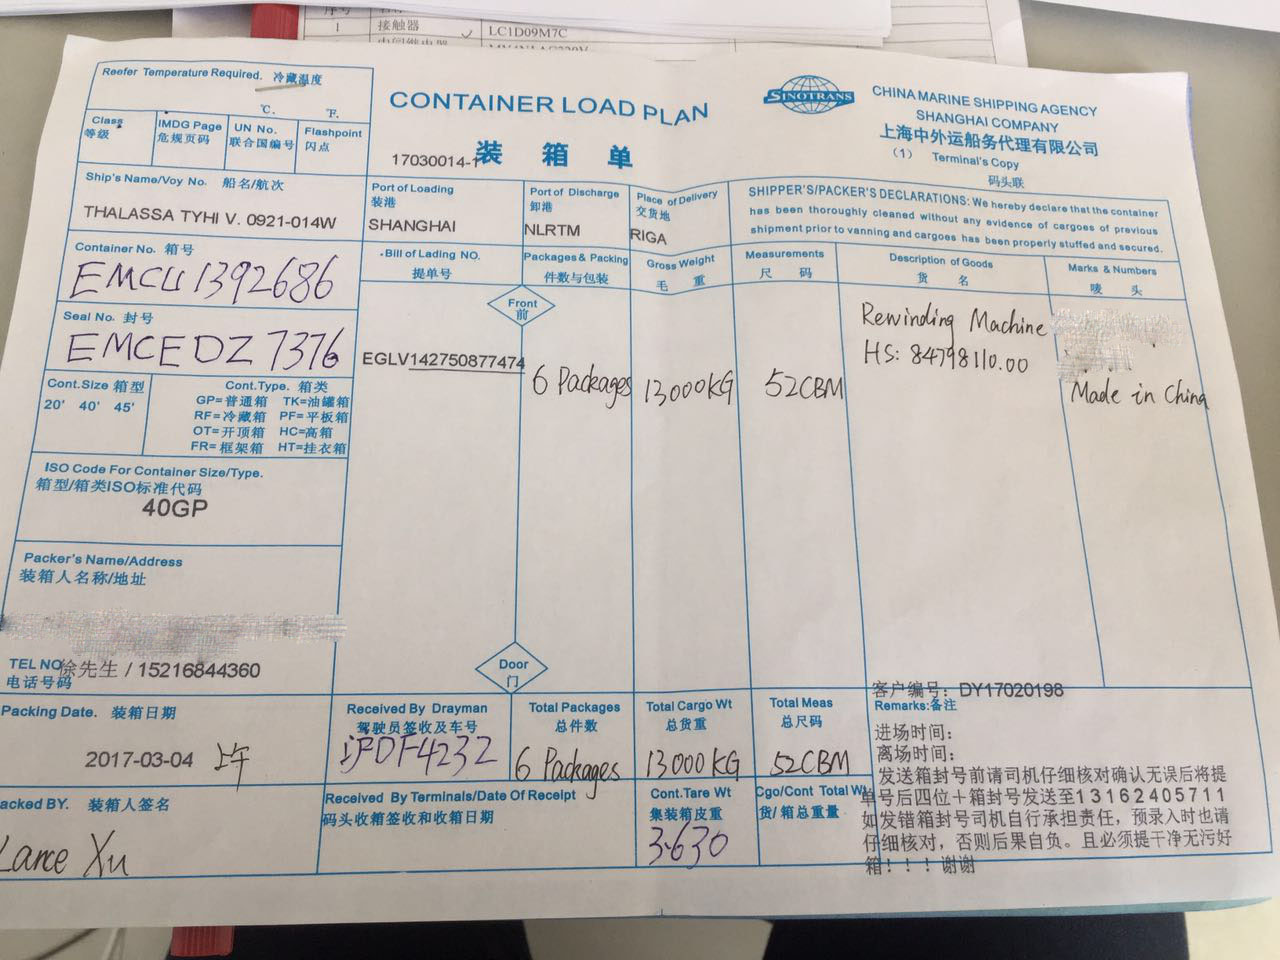 序号
1 接触器 LC1D09M7C
Reefer Temperature Required. 冷藏温度
℃. ℉.
Class 等级
IMDG Page 危规页码
UN No. 联合国编号
Flashpoint 闪点
CONTAINER LOAD PLAN
装 箱 单
17030014-1
SINOTRANS
CHINA MARINE SHIPPING AGENCY
SHANGHAI COMPANY
上海中外运船务代理有限公司
(1) Terminal's Copy
码头联
Ship's Name/Voy No. 船名/航次
THALASSA TYHI V. 0921-014W
Port of Loading
装港
SHANGHAI
Port of Discharge
卸港
NLRTM
Place of Delivery
交货地
RIGA
SHIPPER'S/PACKER'S DECLARATIONS: We hereby declare that the container
has been thoroughly cleaned without any evidence of cargoes of previous
shipment prior to vanning and cargoes has been properly stuffed and secured.
Container No. 箱号
EMCU1392686
Seal No. 封号
EMCEDZ7376
Bill of Lading NO.
提单号
Packages & Packing
件数与包装
Gross Weight
毛 重
Measurements
尺 码
Description of Goods
货 名
Marks & Numbers
唛 头
Front
前
EGLV142750877474
6 Packages
13000KG
52CBM
Rewinding Machine
HS: 84798110.00
Made in China
Cont.Size 箱型
20' 40' 45'
Cont.Type. 箱类
GP=普通箱 TK=油罐箱
RF=冷藏箱 PF=平板箱
OT=开顶箱 HC=高箱
FR=框架箱 HT=挂衣箱
ISO Code For Container Size/Type.
箱型/箱类ISO标准代码
40GP
Packer's Name/Address
装箱人名称/地址
TEL NO
电话号码
徐先生 / 15216844360
Door
门
Packing Date. 装箱日期
2017-03-04 上午
Received By Drayman
驾驶员签收及车号
沪DF4232
Total Packages
总件数
6 Packages
Total Cargo Wt
总货重
13000KG
Total Meas
总尺码
52CBM
客户编号: DY17020198
Remarks:备注
进场时间:
离场时间:
发送箱封号前请司机仔细核对确认无误后将提
单号后四位+箱封号发送至13162405711
如发错箱封号司机自行承担责任, 预录入时也请
仔细核对, 否则后果自负。且必须提干净无污好
箱!!! 谢谢
acked BY. 装箱人签名
Lance Xu
Received By Terminals/Date Of Receipt
码头收箱签收和收箱日期
Cont.Tare Wt
集装箱皮重
3.630
Cgo/Cont Total Wt
货/箱总重量